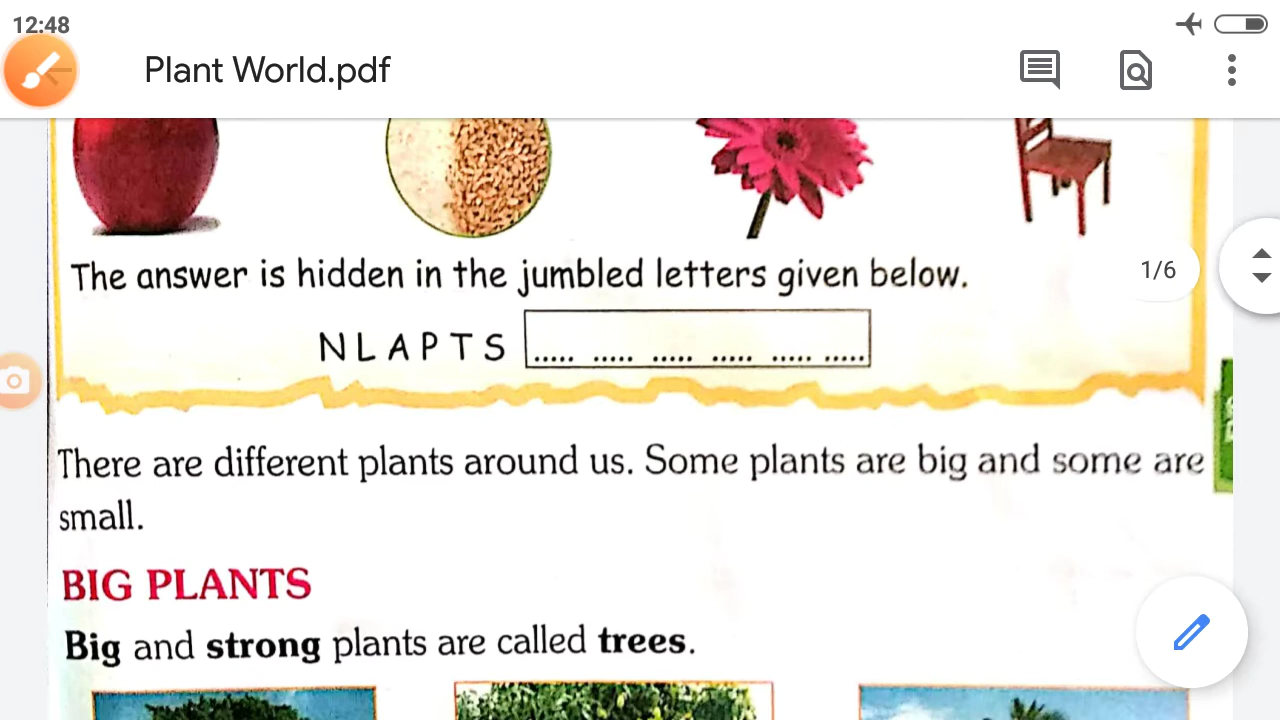 12:48
Plant World.pdf
The answer is hidden in the jumbled letters given below.
1/6
N L A P T S ..... ..... ..... ..... ..... .....
There are different plants around us. Some plants are big and some are
small.
BIG PLANTS
Big and strong plants are called trees.